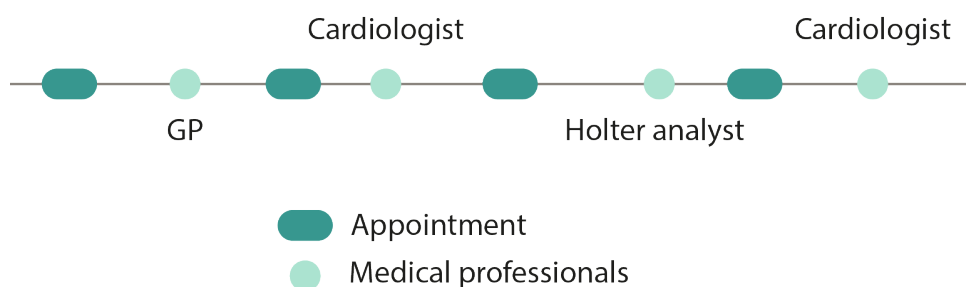 Cardiologist
Cardiologist
GP
Holter analyst
Appointment
Medical professionals